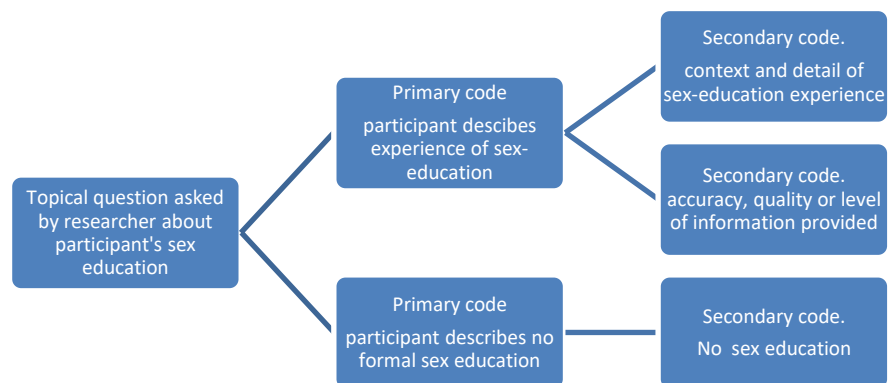 Topical question asked
by researcher about
participant's sex
education
Primary code
participant descibes
experience of sex-
education
Secondary code.
context and detail of
sex-education experience
Secondary code.
accuracy, quality or level
of information provided
Primary code
participant describes no
formal sex education
Secondary code.
No sex education